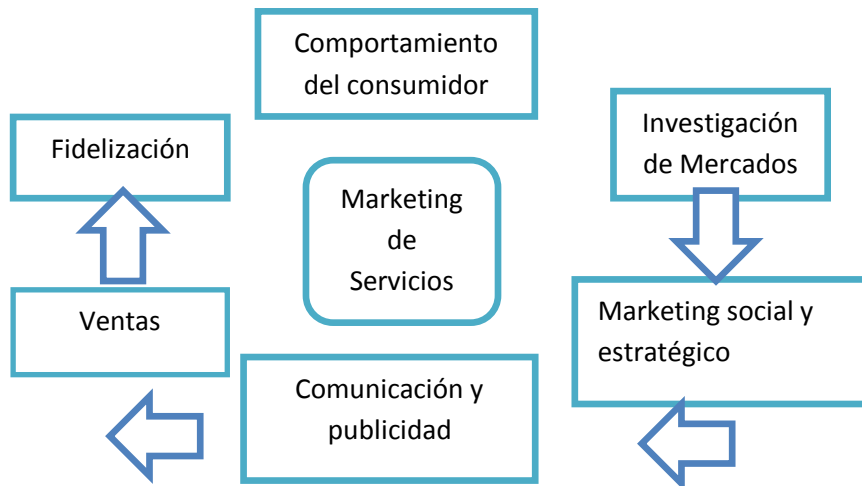 Comportamiento
del consumidor
Investigación
de Mercados
Fidelización
Marketing
de
Servicios
Ventas
Marketing social y
estratégico
Comunicación y
publicidad